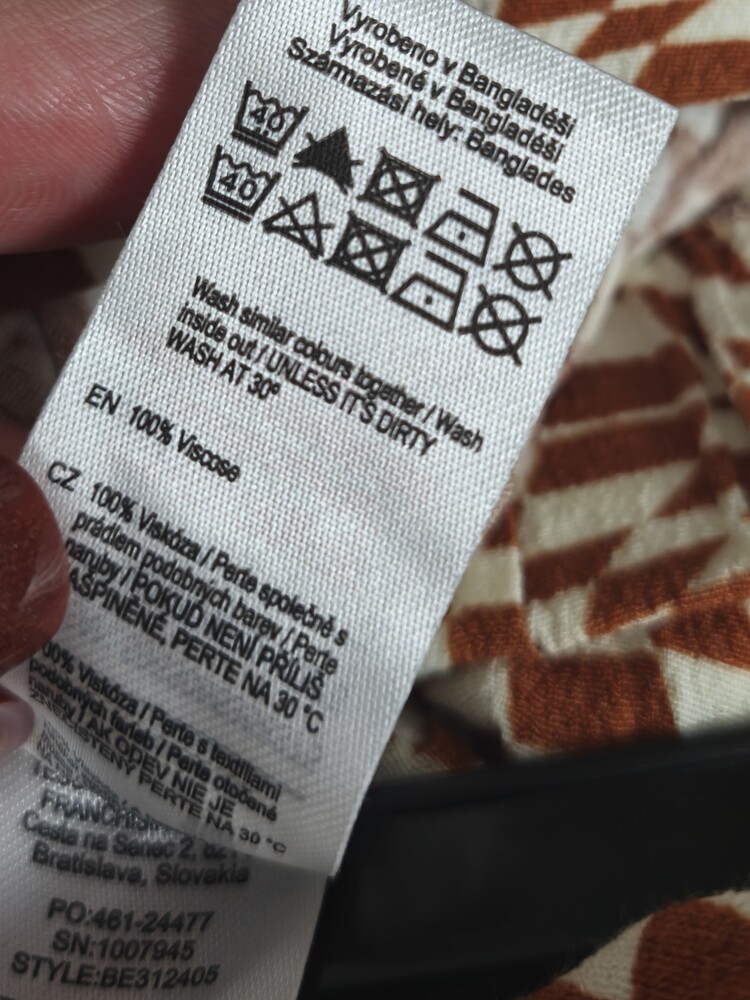 Vyrobeno v Bangladéši
Vyrobené v Bangladéši
Származási hely: Banglades
40
40
Wash similar colours together / Wash
inside out / UNLESS IT'S DIRTY
WASH AT 30°
EN 100% Viscose
CZ 100% Viskóza / Perte společně s
prádlem podobných barev / Perte
naruby / POKUD NENÍ PŘÍLIŠ
ZAŠPINĚNÉ, PERTE NA 30 °C
100% Viskóza / Perte s textíliami
podobných farieb / Perte otočené
naruby / AK ODEV NIE JE
PERTE NA 30 °C
Cesta na Senec 2,
Bratislava, Slovakia
PO:461-24477
SN:1007945
STYLE:BE312405